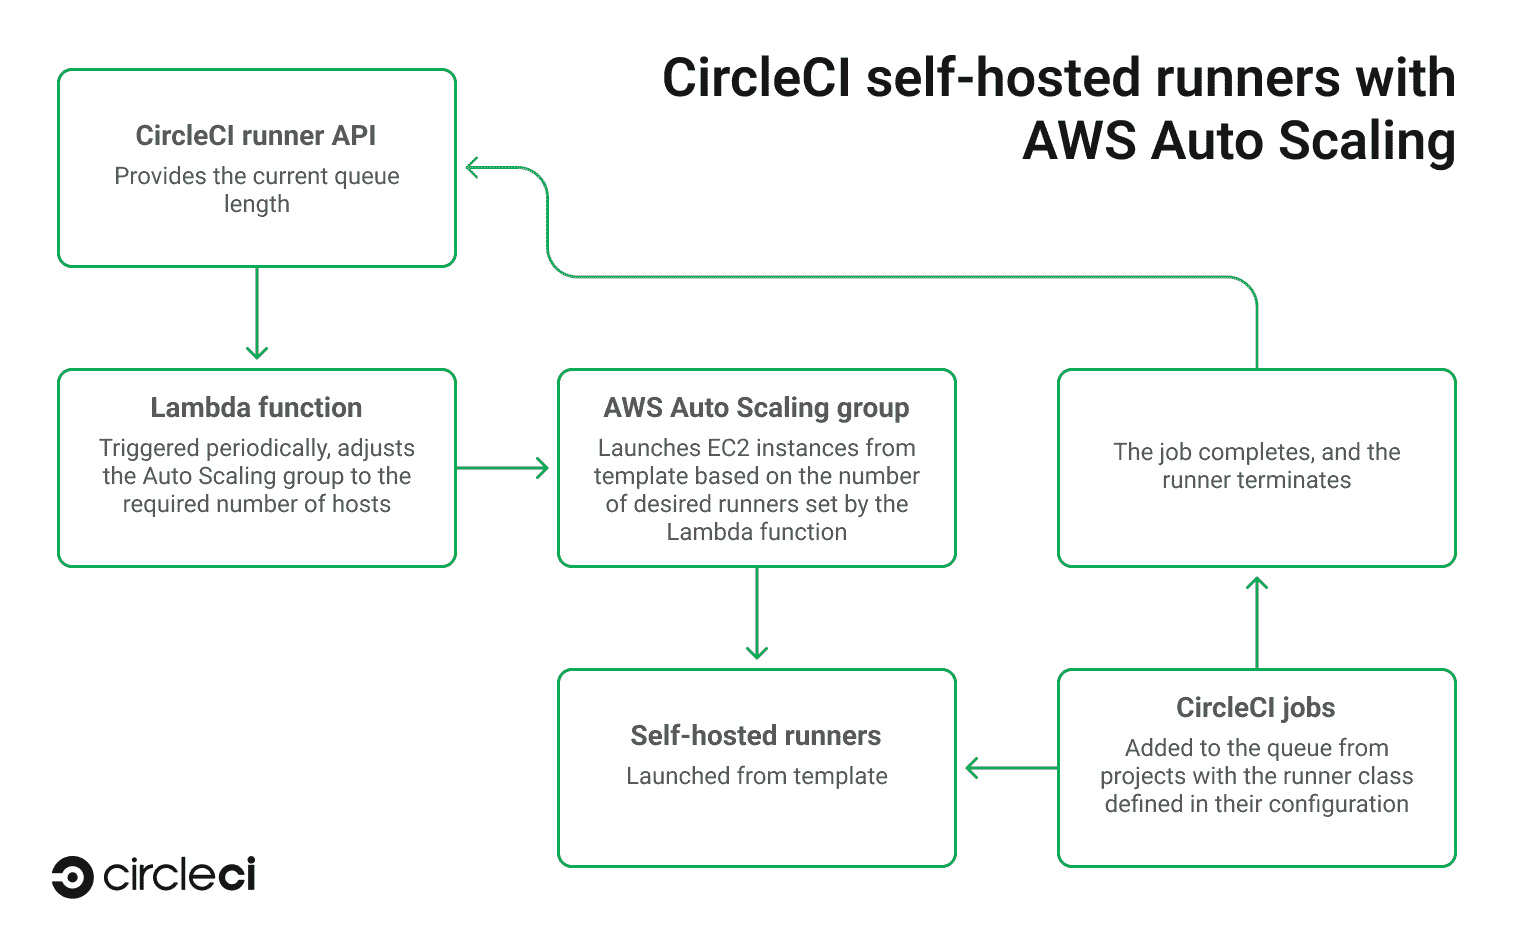 CircleCI self-hosted runners with
AWS Auto Scaling
CircleCI runner API
Provides the current queue
length
Lambda function
Triggered periodically, adjusts
the Auto Scaling group to the
required number of hosts
AWS Auto Scaling group
Launches EC2 instances from
template based on the number
of desired runners set by the
Lambda function
The job completes, and the
runner terminates
Self-hosted runners
Launched from template
CircleCI jobs
Added to the queue from
projects with the runner class
defined in their configuration
circleci